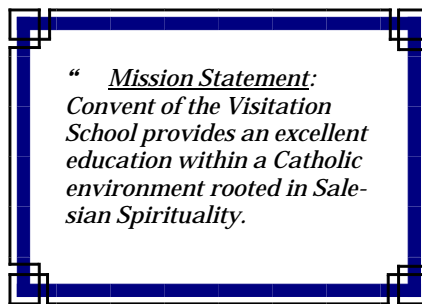 “ Mission Statement:
Convent of the Visitation
School provides an excellent
education within a Catholic
environment rooted in Sale-
sian Spirituality.